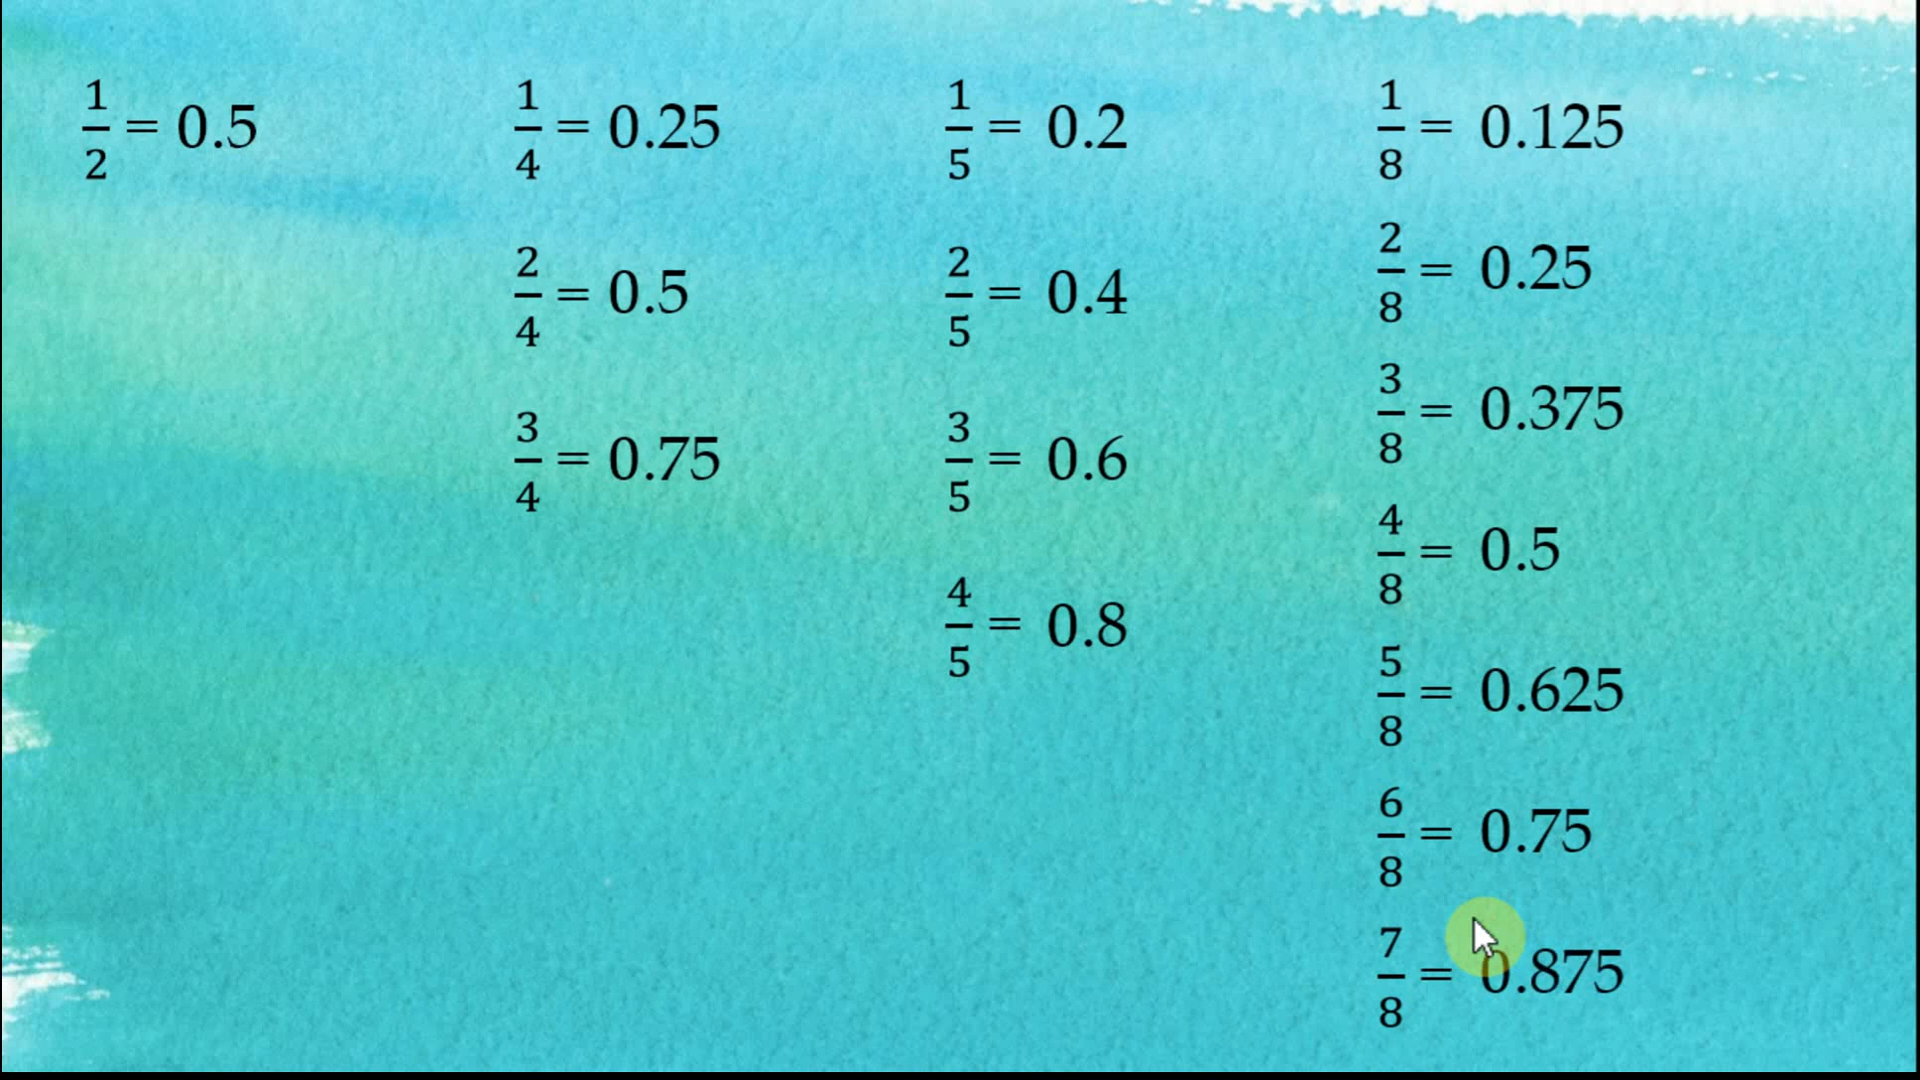 1/2 = 0.5
1/4 = 0.25
2/4 = 0.5
3/4 = 0.75
1/5 = 0.2
2/5 = 0.4
3/5 = 0.6
4/5 = 0.8
1/8 = 0.125
2/8 = 0.25
3/8 = 0.375
4/8 = 0.5
5/8 = 0.625
6/8 = 0.75
7/8 = 0.875